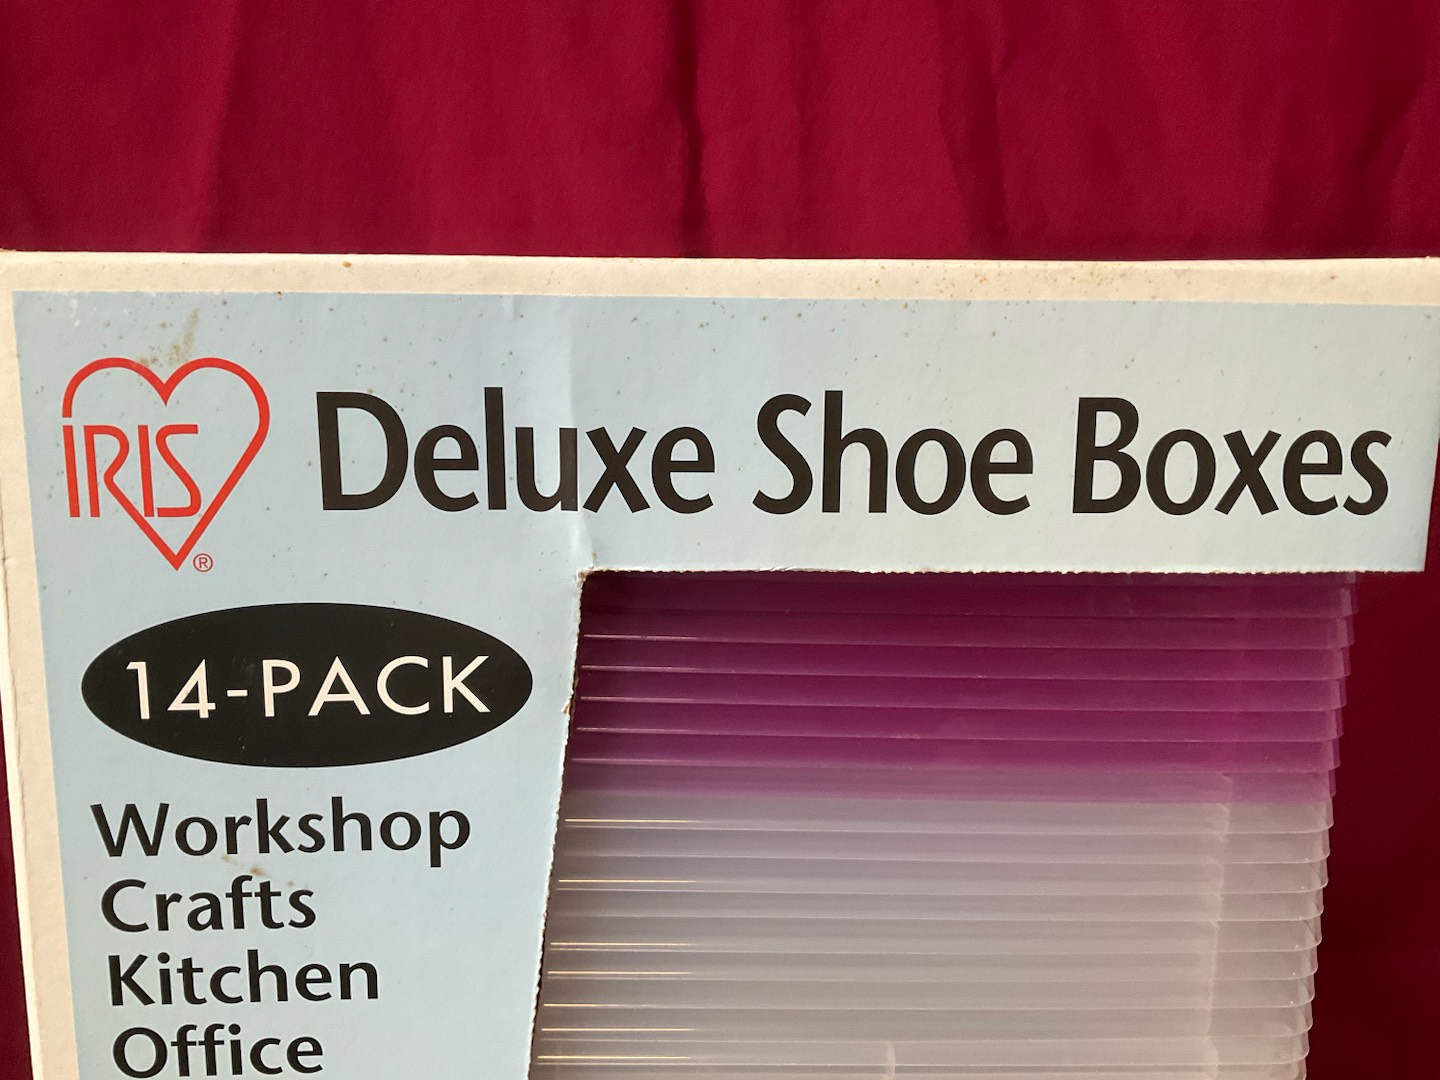 IRIS®
Deluxe Shoe Boxes
14-PACK
Workshop
Crafts
Kitchen
Office